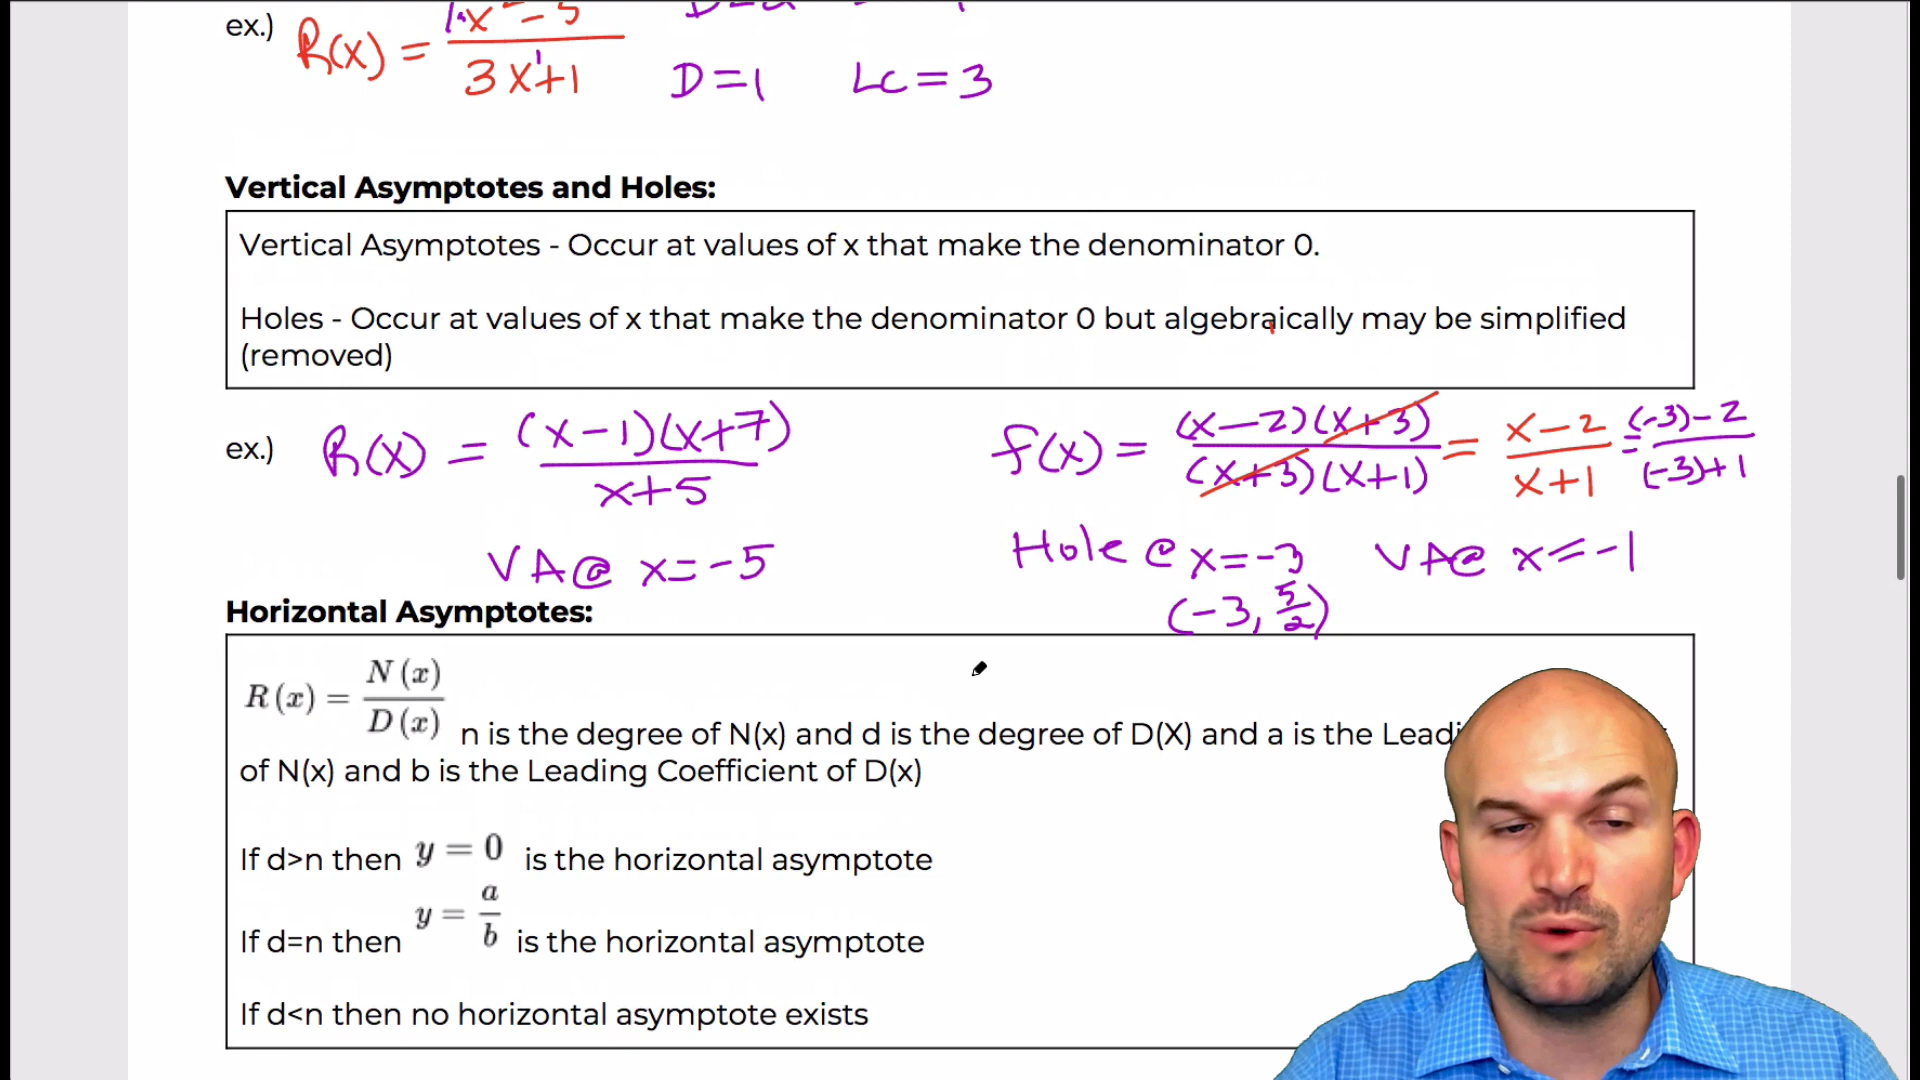 ex.) R(x) = 1x² - 5 / 3x¹+1
D=1 LC=3
Vertical Asymptotes and Holes:
Vertical Asymptotes - Occur at values of x that make the denominator 0.
Holes - Occur at values of x that make the denominator 0 but algebraically may be simplified
(removed)
ex.) R(x) = (x-1)(x+7) / x+5
f(x) = (x-2)(x+3) / (x+3)(x+1) = x-2 / x+1 = (-3)-2 / (-3)+1
VA@ x=-5
Hole @ x=-3 VA@ x=-1
(-3, 5/2)
Horizontal Asymptotes:
R(x) = N(x) / D(x) n is the degree of N(x) and d is the degree of D(X) and a is the
of N(x) and b is the Leading Coefficient of D(x)
If d>n then y = 0 is the horizontal asymptote
If d=n then y = a/b is the horizontal asymptote
If d<n then no horizontal asymptote exists